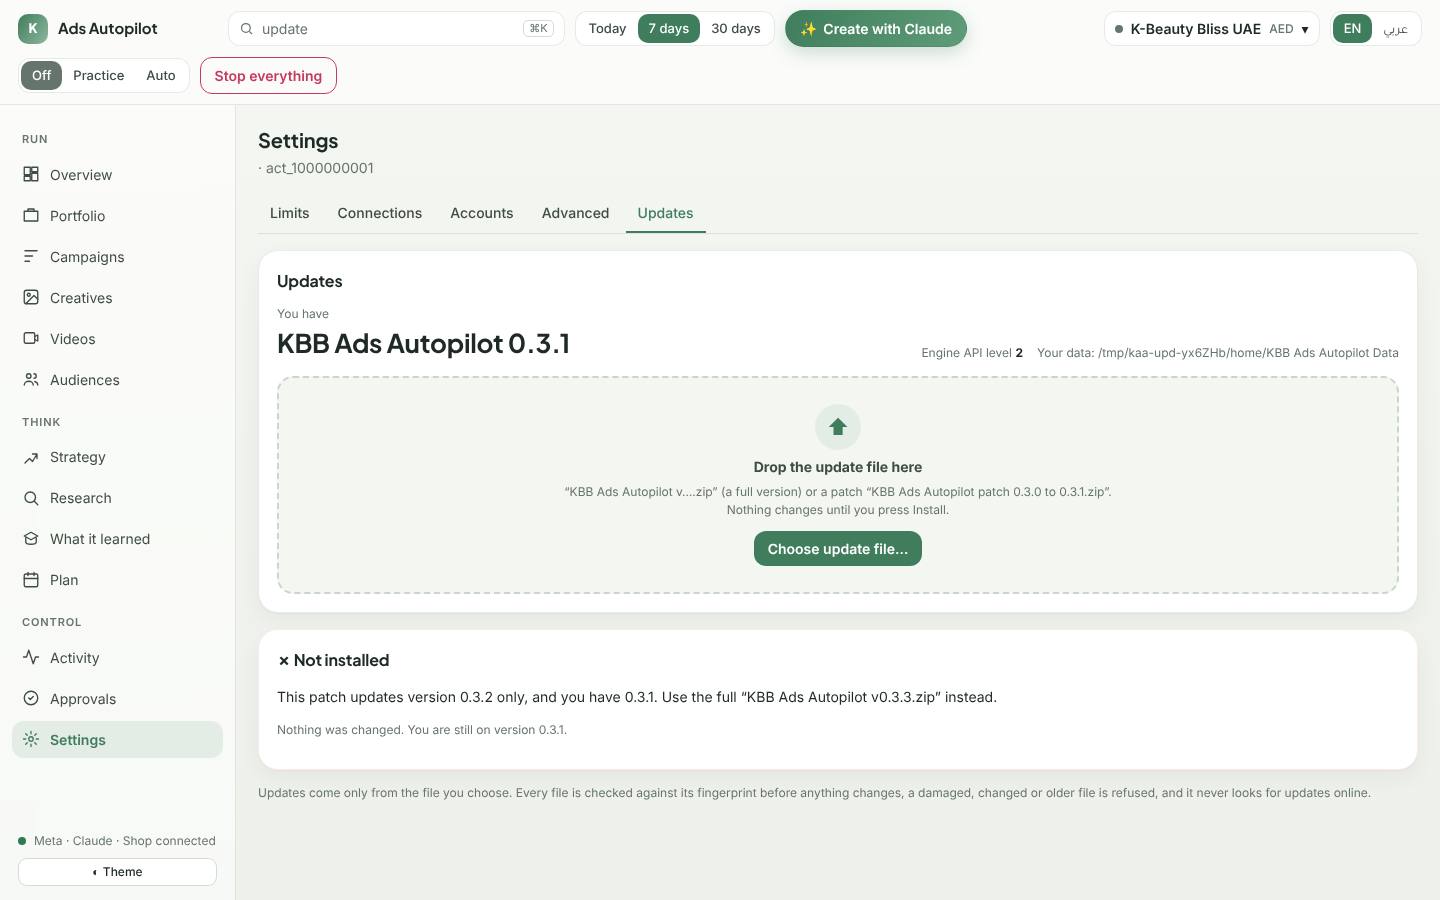 K Ads Autopilot
update ⌘K
Today 7 days 30 days
✨ Create with Claude
K-Beauty Bliss UAE AED ▾
EN عربي
Off Practice Auto
Stop everything
RUN
Overview
Portfolio
Campaigns
Creatives
Videos
Audiences
THINK
Strategy
Research
What it learned
Plan
CONTROL
Activity
Approvals
Settings
Meta · Claude · Shop connected
Theme
Settings
· act_1000000001
Limits Connections Accounts Advanced Updates
Updates
You have
KBB Ads Autopilot 0.3.1
Engine API level 2 Your data: /tmp/kaa-upd-yx6ZHb/home/KBB Ads Autopilot Data
Drop the update file here
“KBB Ads Autopilot v….zip” (a full version) or a patch “KBB Ads Autopilot patch 0.3.0 to 0.3.1.zip”.
Nothing changes until you press Install.
Choose update file…
× Not installed
This patch updates version 0.3.2 only, and you have 0.3.1. Use the full “KBB Ads Autopilot v0.3.3.zip” instead.
Nothing was changed. You are still on version 0.3.1.
Updates come only from the file you choose. Every file is checked against its fingerprint before anything changes, a damaged, changed or older file is refused, and it never looks for updates online.